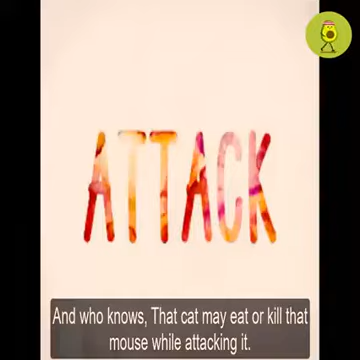 ATTACK
And who knows, That cat may eat or kill that
mouse while attacking it.